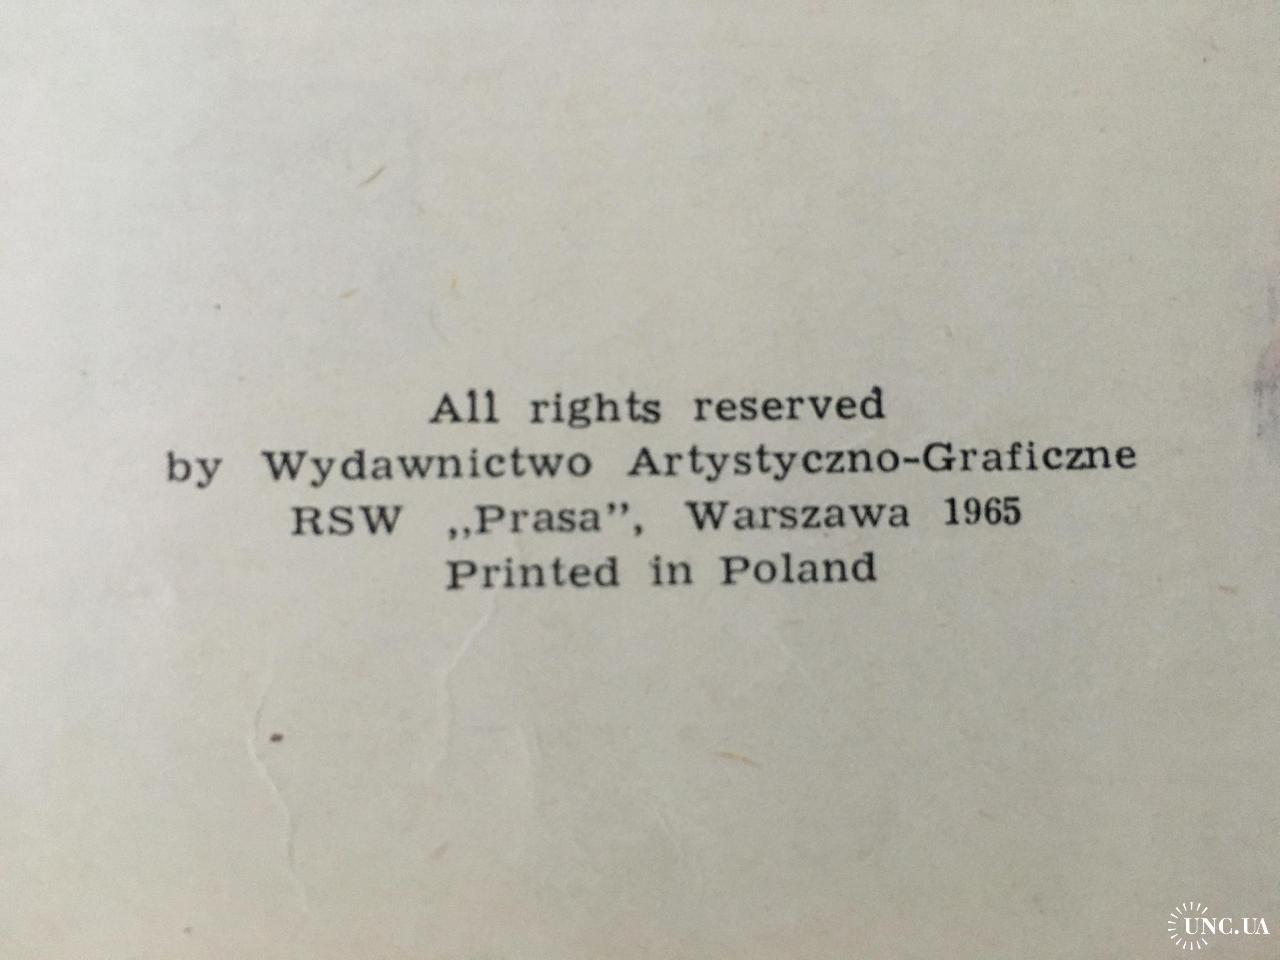 All rights reserved
by Wydawnictwo Artystyczno-Graficzne
RSW „Prasa”, Warszawa 1965
Printed in Poland
UNC.UA